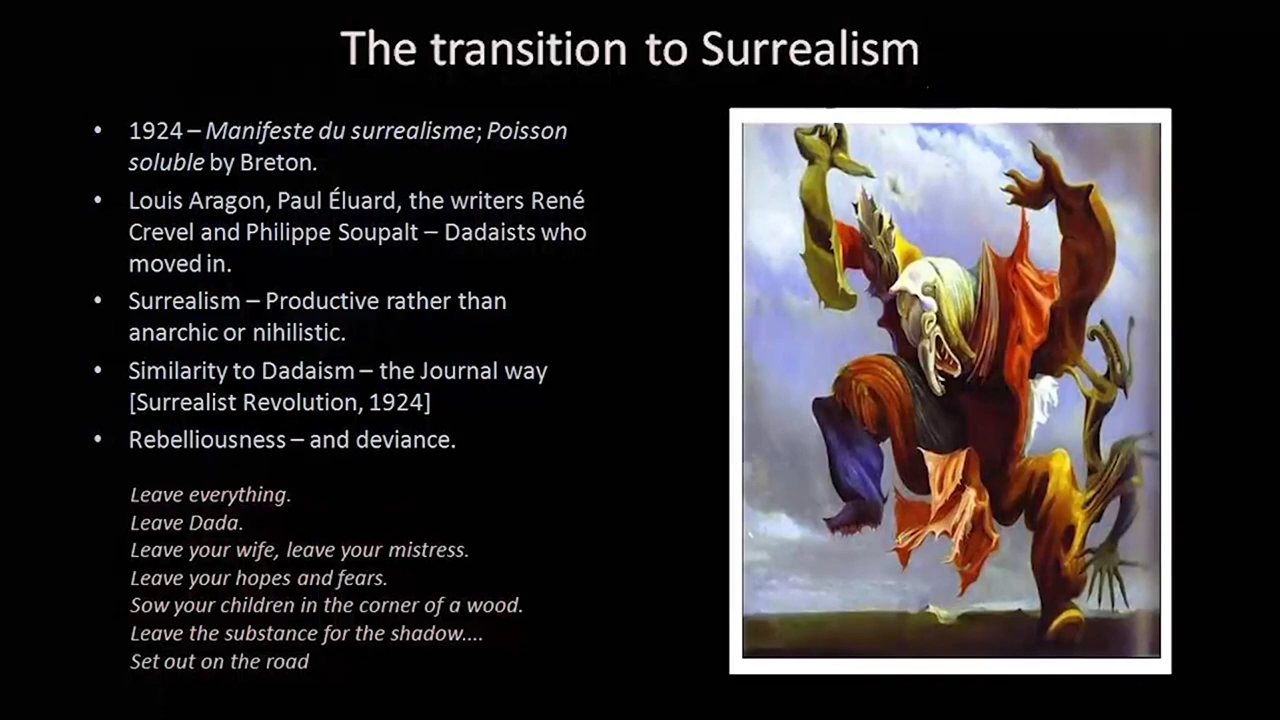 The transition to Surrealism
• 1924 – Manifeste du surrealisme; Poisson
soluble by Breton.
• Louis Aragon, Paul Éluard, the writers René
Crevel and Philippe Soupalt – Dadaists who
moved in.
• Surrealism – Productive rather than
anarchic or nihilistic.
• Similarity to Dadaism – the Journal way
[Surrealist Revolution, 1924]
• Rebelliousness – and deviance.
Leave everything.
Leave Dada.
Leave your wife, leave your mistress.
Leave your hopes and fears.
Sow your children in the corner of a wood.
Leave the substance for the shadow....
Set out on the road